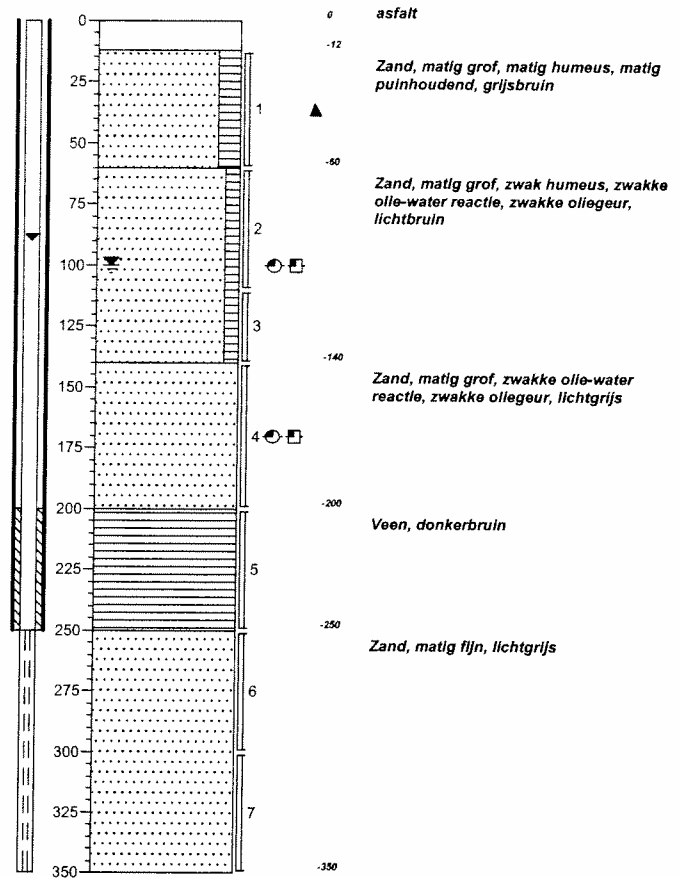 0
0
asfalt
-12
Zand, matig grof, matig humeus, matig
puinhoudend, grijsbruin
25
1
50
-60
Zand, matig grof, zwak humeus, zwakke
olie-water reactie, zwakke oliegeur,
lichtbruin
75
2
100
125
3
-140
Zand, matig grof, zwakke olie-water
reactie, zwakke oliegeur, lichtgrijs
150
4
175
200
-200
Veen, donkerbruin
225
5
250
-250
Zand, matig fijn, lichtgrijs
275
6
300
325
7
350
-350